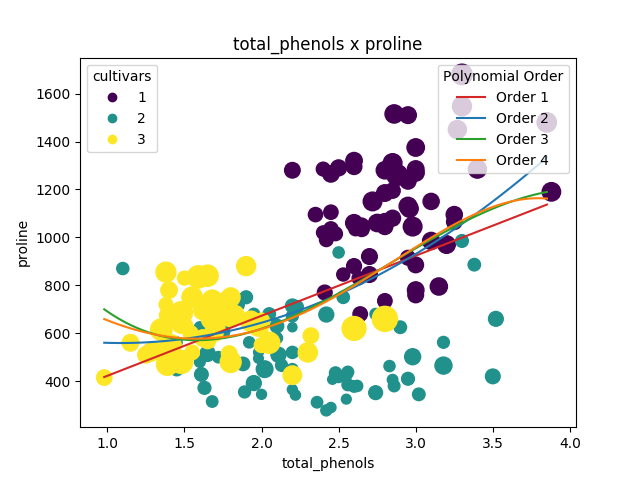 total_phenols x proline
cultivars
1
2
3
Polynomial Order
Order 1
Order 2
Order 3
Order 4
proline
1600
1400
1200
1000
800
600
400
1.0 1.5 2.0 2.5 3.0 3.5 4.0
total_phenols